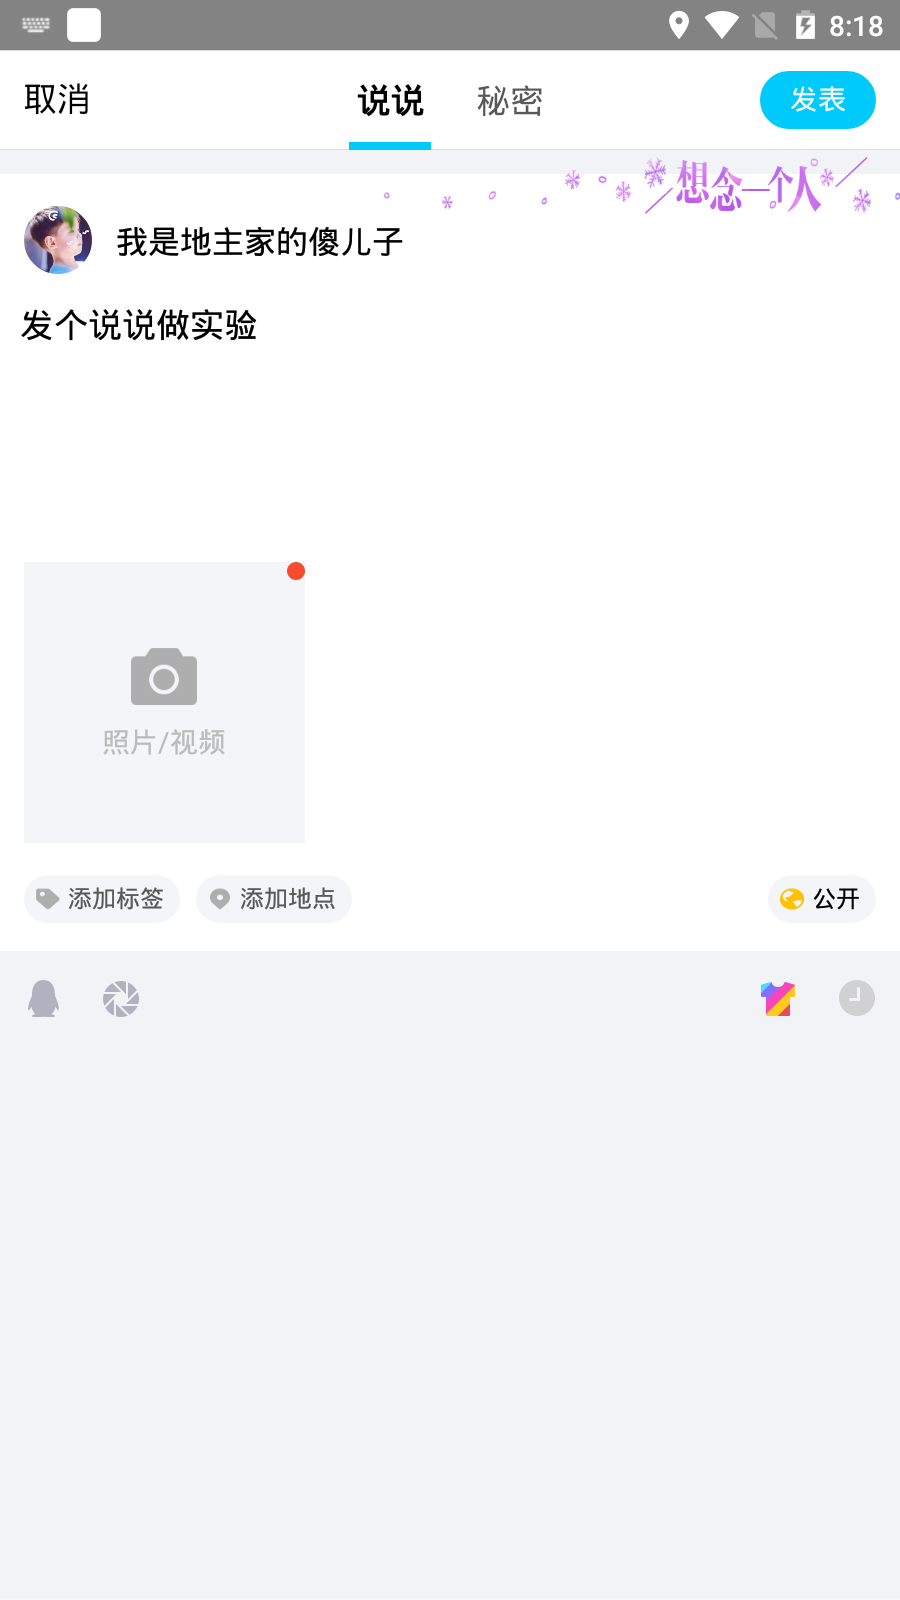 8:18
取消 说说 秘密 发表
想念一个人
我是地主家的傻儿子
发个说说做实验
照片/视频
添加标签 添加地点 公开